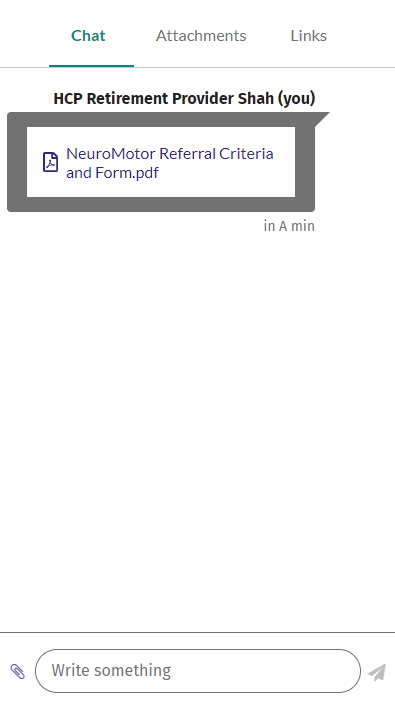 Chat Attachments Links
HCP Retirement Provider Shah (you)
NeuroMotor Referral Criteria
and Form.pdf
in A min
Write something